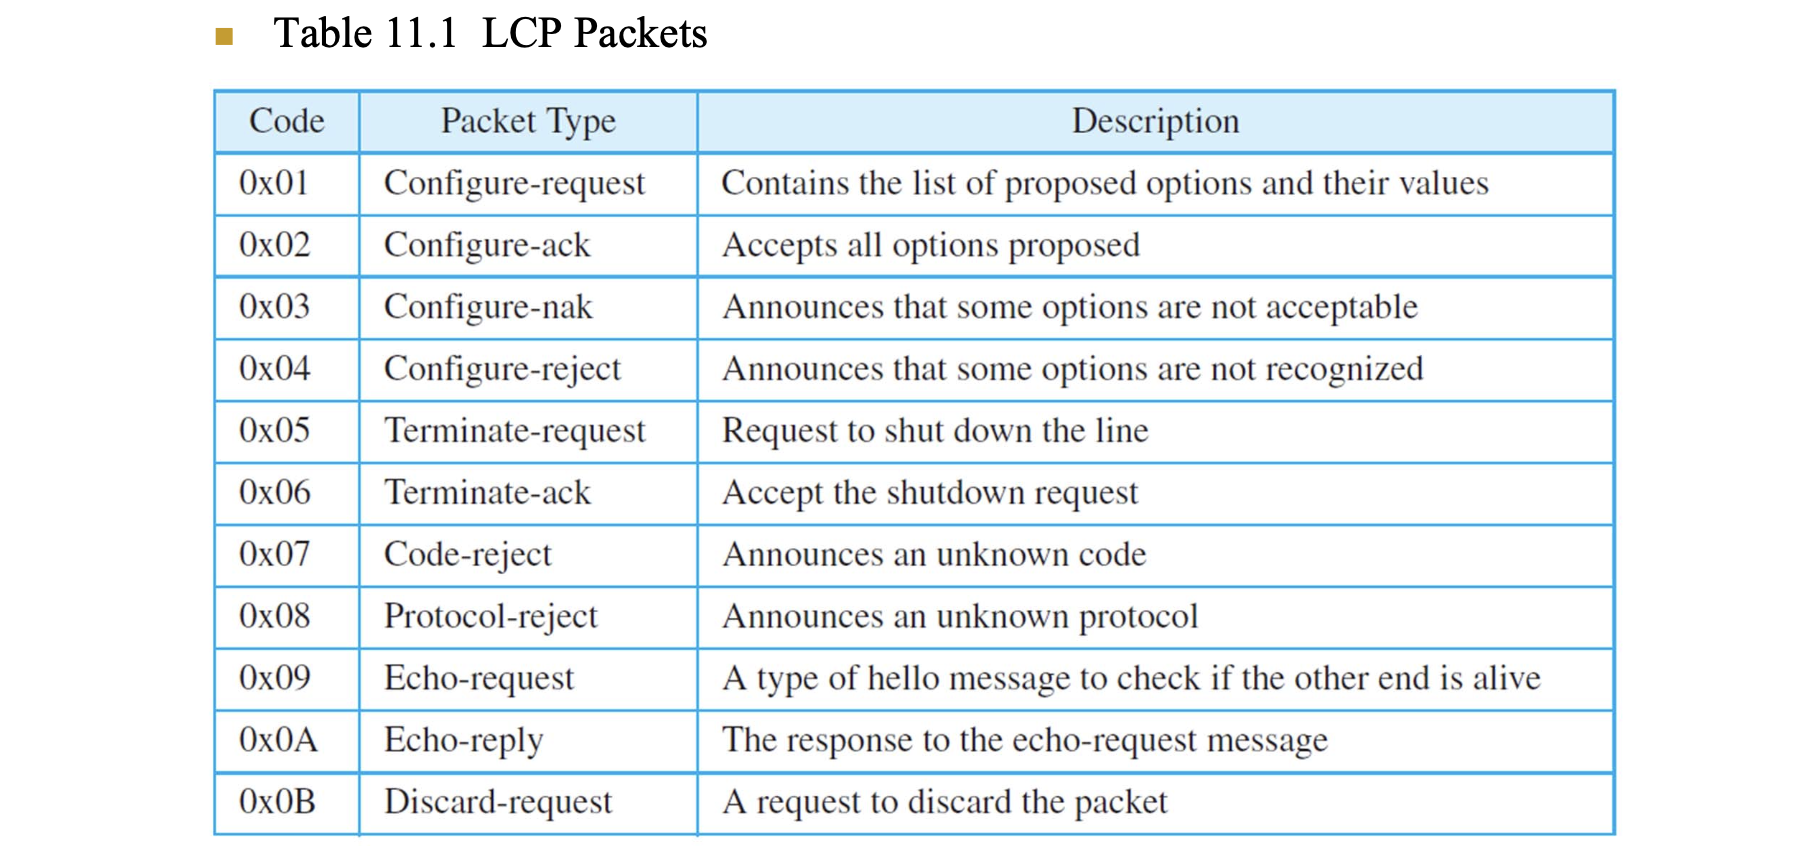 Table 11.1 LCP Packets
Code Packet Type Description
0x01 Configure-request Contains the list of proposed options and their values
0x02 Configure-ack Accepts all options proposed
0x03 Configure-nak Announces that some options are not acceptable
0x04 Configure-reject Announces that some options are not recognized
0x05 Terminate-request Request to shut down the line
0x06 Terminate-ack Accept the shutdown request
0x07 Code-reject Announces an unknown code
0x08 Protocol-reject Announces an unknown protocol
0x09 Echo-request A type of hello message to check if the other end is alive
0x0A Echo-reply The response to the echo-request message
0x0B Discard-request A request to discard the packet